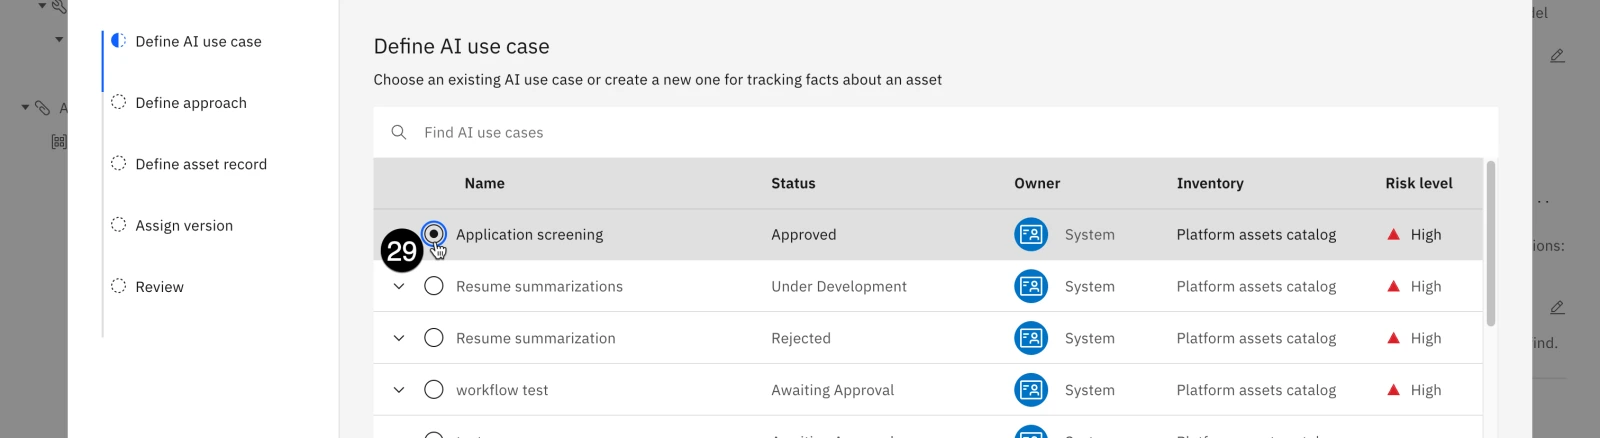 Define AI use case
Define approach
Define asset record
Assign version
Review
Define AI use case
Choose an existing AI use case or create a new one for tracking facts about an asset
Find AI use cases
Name Status Owner Inventory Risk level
29 Application screening Approved System Platform assets catalog High
Resume summarizations Under Development System Platform assets catalog High
Resume summarization Rejected System Platform assets catalog High
workflow test Awaiting Approval System Platform assets catalog High
A
del
..
ions:
ind.